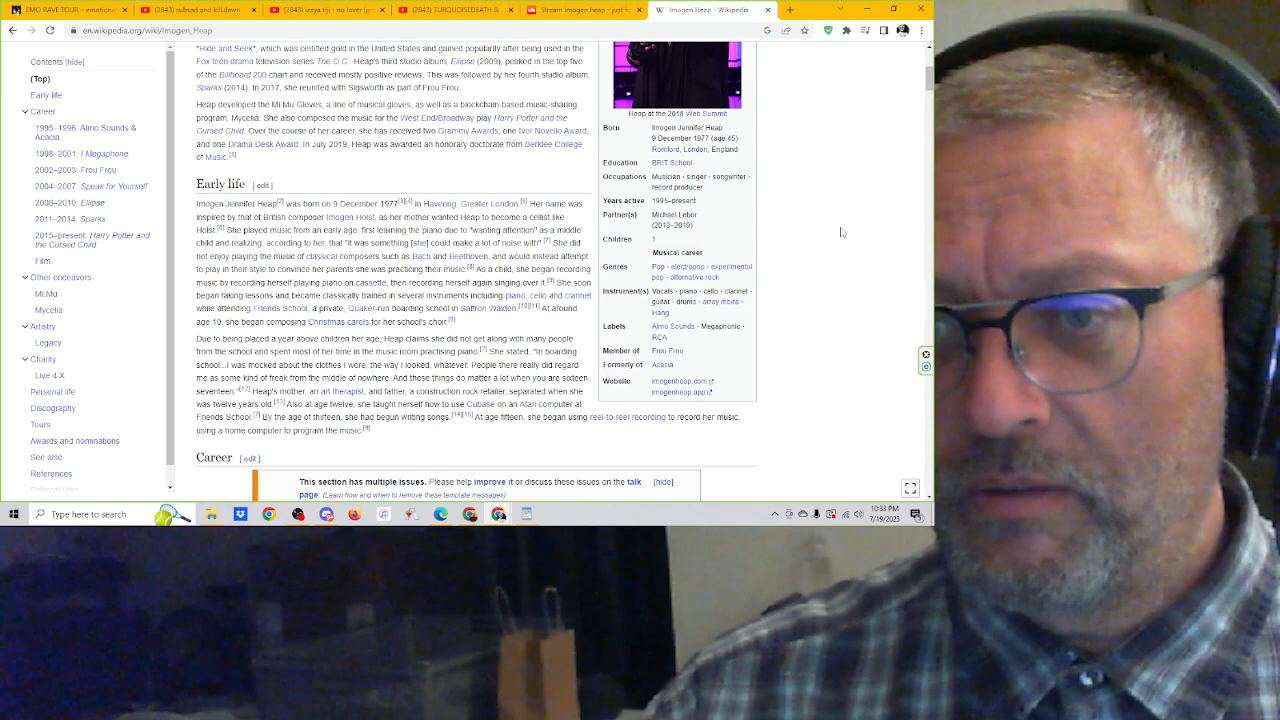 EMO RAVE TOUR – emotional
(2843) subsad and kill dawn
(2843) izaya tiji - no lover (p
(2843) TURQUOISEDEATH &
Stream imogen heap - just f
Imogen Heap - Wikipedia
en.wikipedia.org/wiki/Imogen_Heap
Contents [hide]
(Top)
Early life
Career
1995–1996: Almo Sounds &
Acacia
1998–2001: I Megaphone
2002–2003: Frou Frou
2004–2007: Speak for Yourself
2008–2010: Ellipse
2011–2014: Sparks
2015–present: Harry Potter and
the Cursed Child
Film
Other endeavors
Mi.Mu
Mycelia
Artistry
Legacy
Charity
Live 4 X
Personal life
Discography
Tours
Awards and nominations
See also
References
External links
"Hide and Seek", which was certified gold in the United States and gained popularity after being used in the
Fox teen drama television series The O.C. Heap's third studio album, Ellipse (2009), peaked in the top five
of the Billboard 200 chart and received mostly positive reviews. This was followed by her fourth studio album,
Sparks (2014). In 2017, she reunited with Sigsworth as part of Frou Frou.
Heap developed the Mi.Mu Gloves, a line of musical gloves, as well as a blockchain-based music-sharing
program, Mycelia. She also composed the music for the West End/Broadway play Harry Potter and the
Cursed Child. Over the course of her career, she has received two Grammy Awards, one Ivor Novello Award,
and one Drama Desk Award. In July 2019, Heap was awarded an honorary doctorate from Berklee College
of Music.[1]
Early life [ edit ]
Imogen Jennifer Heap[2] was born on 9 December 1977[3][4] in Havering, Greater London.[5] Her name was
inspired by that of British composer Imogen Holst, as her mother wanted Heap to become a cellist like
Holst.[6] She played music from an early age, first learning the piano due to "wanting attention" as a middle
child and realizing, according to her, that "it was something [she] could make a lot of noise with".[7] She did
not enjoy playing the music of classical composers such as Bach and Beethoven, and would instead attempt
to play in their style to convince her parents she was practising their music.[8] As a child, she began recording
music by recording herself playing piano on cassette, then recording herself again singing over it.[9] She soon
began taking lessons and became classically trained in several instruments including piano, cello and clarinet
while attending Friends School, a private, Quaker-run boarding school in Saffron Walden.[10][11] At around
age 10, she began composing Christmas carols for her school's choir.[8]
Due to being placed a year above children her age, Heap claims she did not get along with many people
from the school and spent most of her time in the music room practising piano.[7] She stated, "In boarding
school...I was mocked about the clothes I wore, the way I looked, whatever. People there really did regard
me as some kind of freak from the middle of nowhere. And these things do matter a lot when you are sixteen,
seventeen."[12] Heap's mother, an art therapist, and father, a construction rock retailer, separated when she
was twelve years old.[13] Also at age twelve, she taught herself how to use Cubase on an Atari computer at
Friends School.[7] By the age of thirteen, she had begun writing songs.[14][15] At age fifteen, she began using reel-to-reel recording to record her music,
using a home computer to program the music.[9]
Career [ edit ]
This section has multiple issues. Please help improve it or discuss these issues on the talk [hide]
page. (Learn how and when to remove these template messages)
Heap at the 2018 Web Summit
Born Imogen Jennifer Heap
9 December 1977 (age 45)
Romford, London, England
Education BRIT School
Occupations Musician · singer · songwriter ·
record producer
Years active 1995–present
Partner(s) Michael Lebor
(2013–2019)
Children 1
Musical career
Genres Pop · electropop · experimental
pop · alternative rock
Instrument(s) Vocals · piano · cello · clarinet ·
guitar · drums · array mbira ·
Hang
Labels Almo Sounds · Megaphonic ·
RCA
Member of Frou Frou
Formerly of Acacia
Website imogenheap.com
imogenheap.app
Type here to search
10:33 PM
7/19/2023